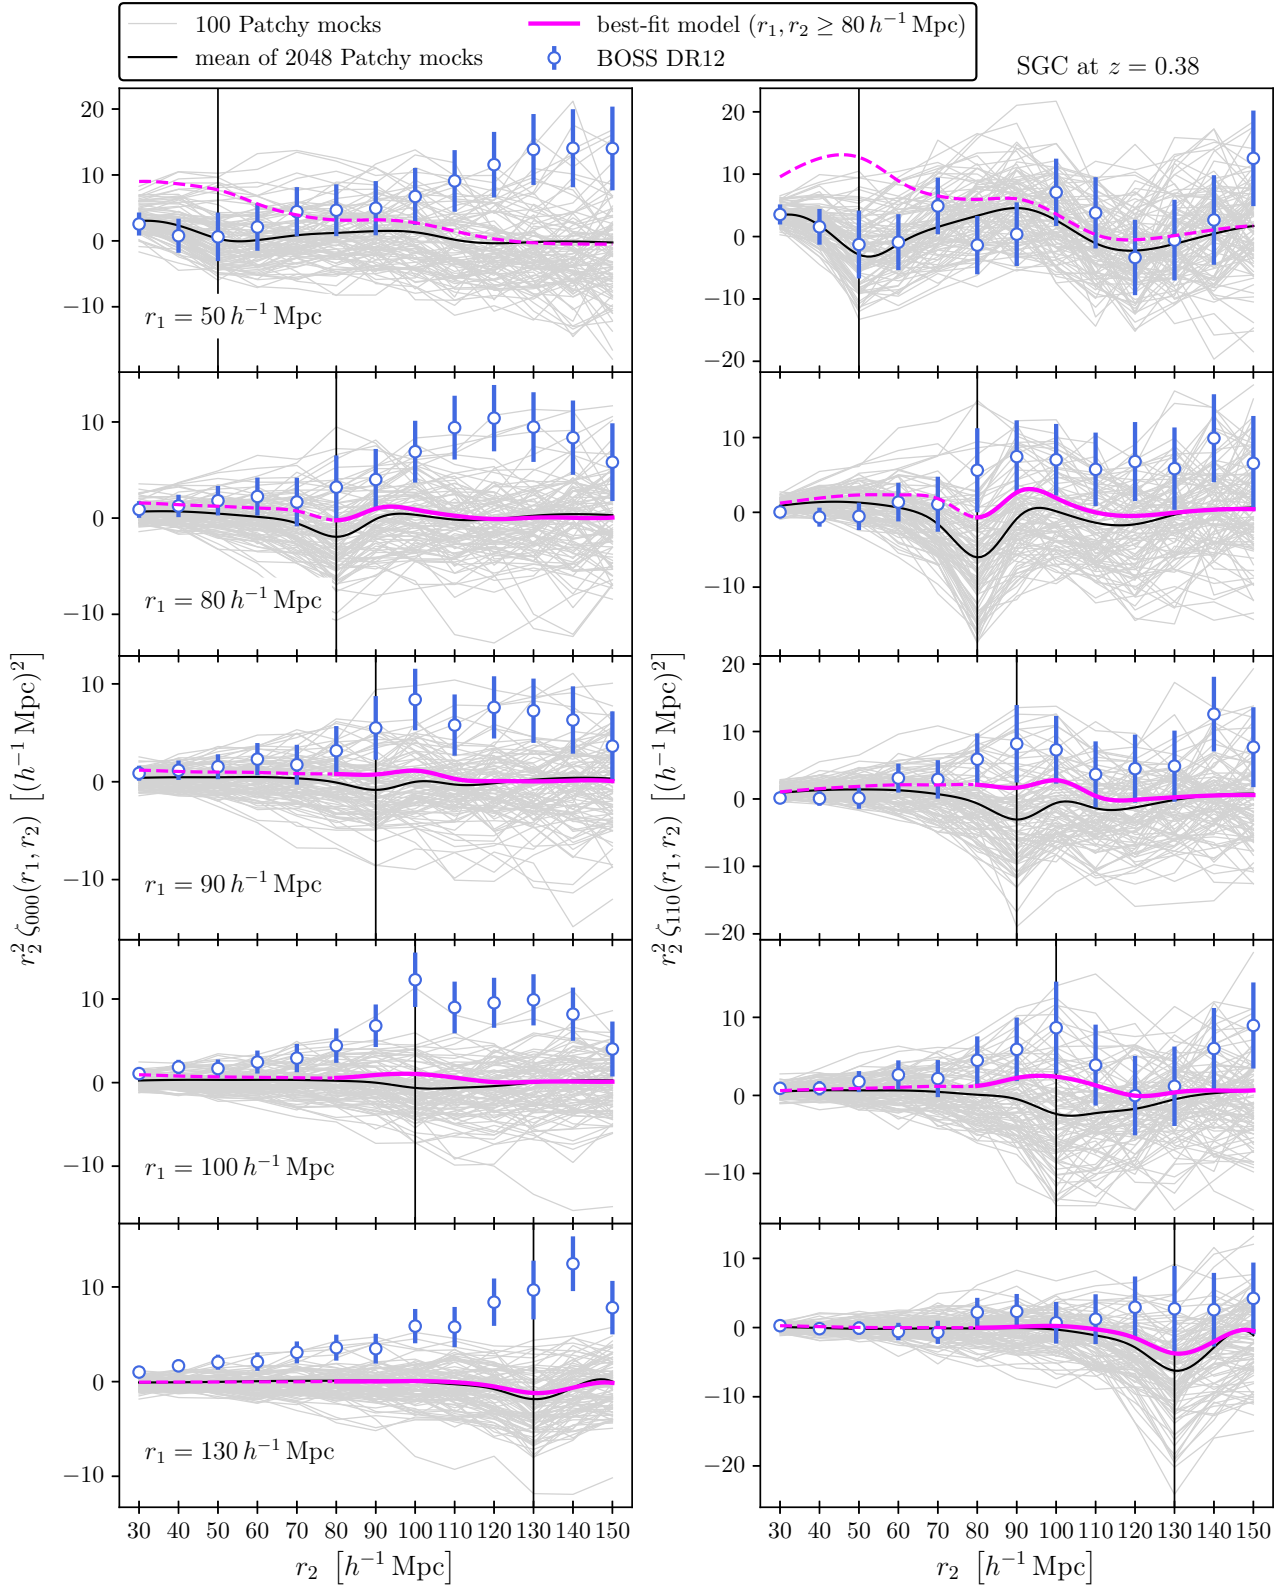 100 Patchy mocks
mean of 2048 Patchy mocks
best-fit model (r₁, r₂ ≥ 80 h⁻¹ Mpc)
BOSS DR12
SGC at z = 0.38
20
10
0
−10
r₁ = 50 h⁻¹ Mpc
20
10
0
−10
−20
10
0
−10
r₁ = 80 h⁻¹ Mpc
10
0
−10
r₂² ζ₀₀₀(r₁, r₂) [(h⁻¹ Mpc)²]
10
0
−10
r₁ = 90 h⁻¹ Mpc
r₂² ζ₁₁₀(r₁, r₂) [(h⁻¹ Mpc)²]
20
10
0
−10
−20
10
0
−10
r₁ = 100 h⁻¹ Mpc
10
0
−10
10
0
−10
r₁ = 130 h⁻¹ Mpc
10
0
−10
−20
30 40 50 60 70 80 90 100 110 120 130 140 150
r₂ [h⁻¹ Mpc]
30 40 50 60 70 80 90 100 110 120 130 140 150
r₂ [h⁻¹ Mpc]